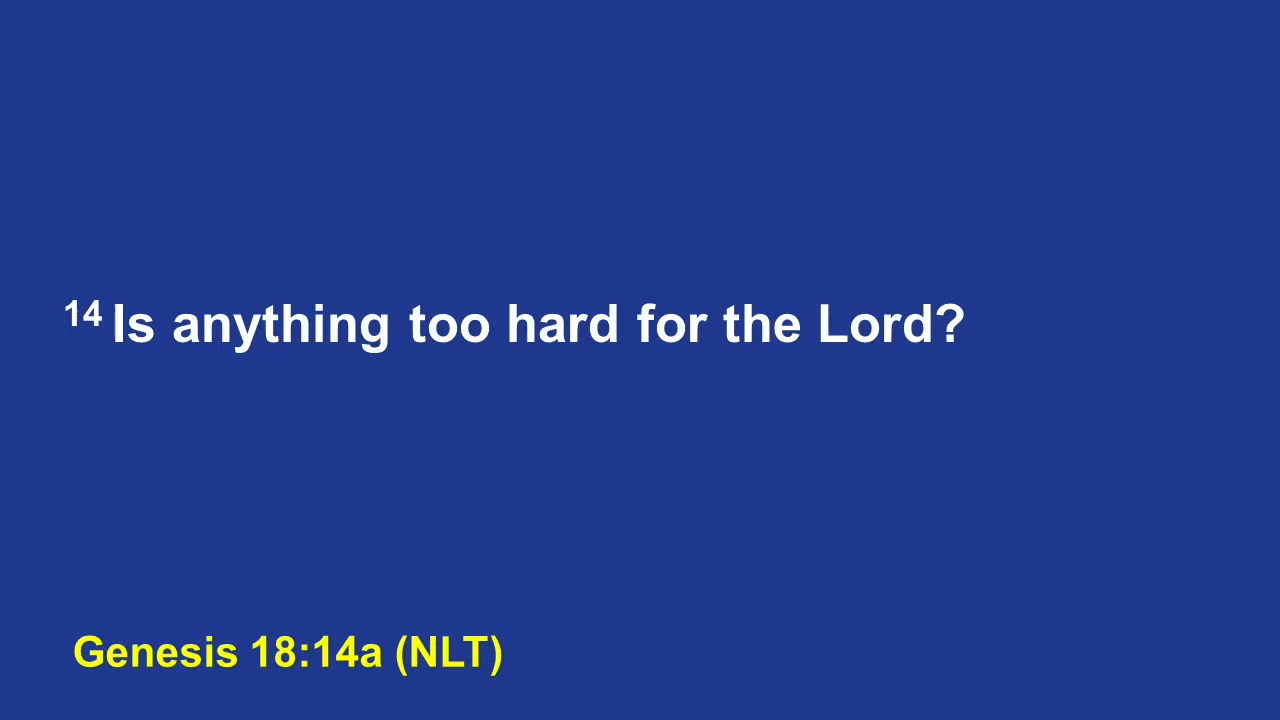 14 Is anything too hard for the Lord?
Genesis 18:14a (NLT)